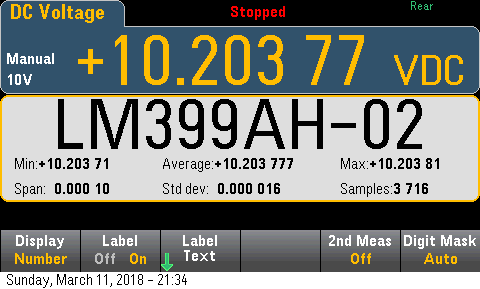 DC Voltage Stopped Rear
Manual
10V
+10.203 77 VDC
LM399AH-02
Min:+10.203 71 Average:+10.203 777 Max:+10.203 81
Span: 0.000 10 Std dev: 0.000 016 Samples:3 716
Display Label Label 2nd Meas Digit Mask
Number Off On Text Off Auto
Sunday, March 11, 2018 - 21:34